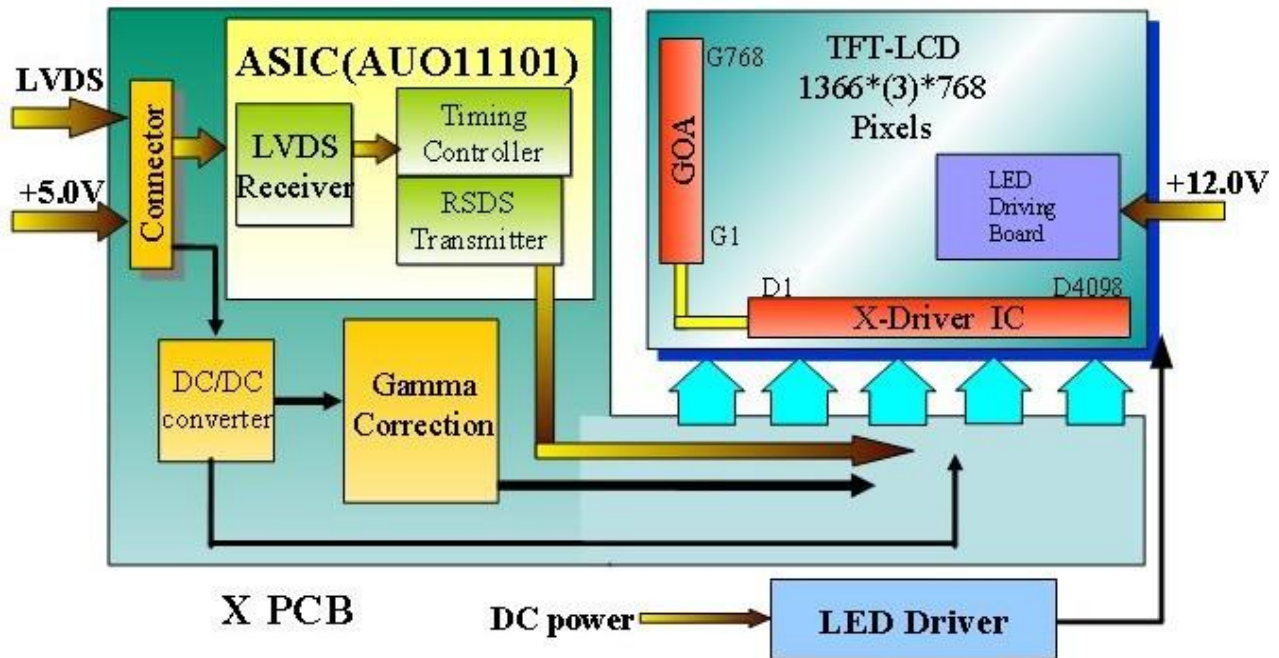 LVDS
+5.0V
Connector
ASIC(AUO11101)
LVDS
Receiver
Timing
Controller
RSDS
Transmitter
DC/DC
converter
Gamma
Correction
X PCB
TFT-LCD
1366*(3)*768
Pixels
G768
GOA
G1
LED
Driving
Board
+12.0V
D1
D4098
X-Driver IC
DC power
LED Driver